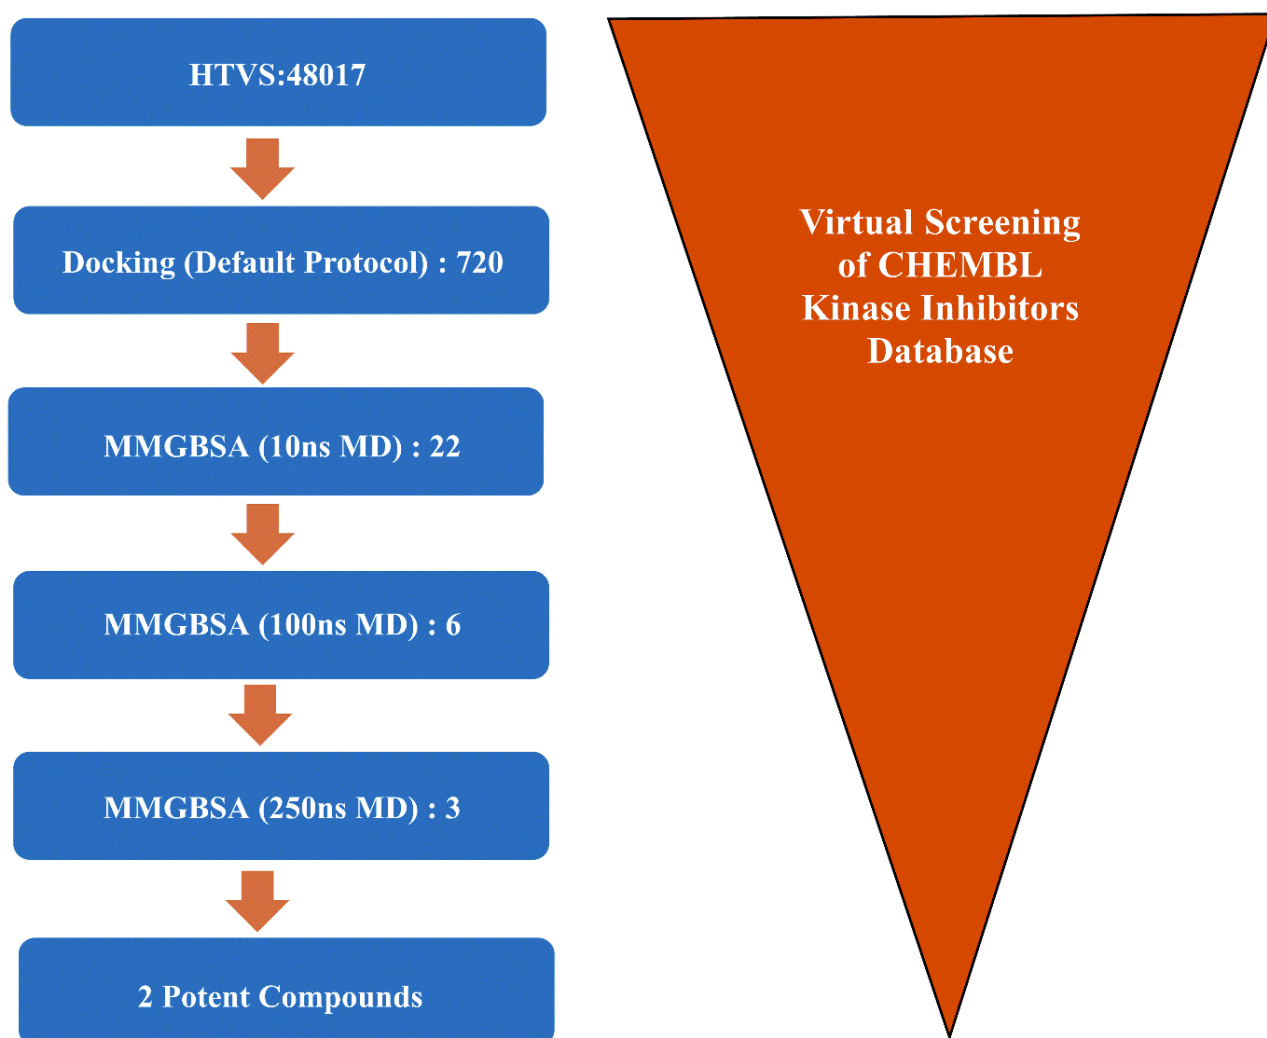 HTVS:48017
Docking (Default Protocol) : 720
MMGBSA (10ns MD) : 22
MMGBSA (100ns MD) : 6
MMGBSA (250ns MD) : 3
2 Potent Compounds
Virtual Screening
of CHEMBL
Kinase Inhibitors
Database